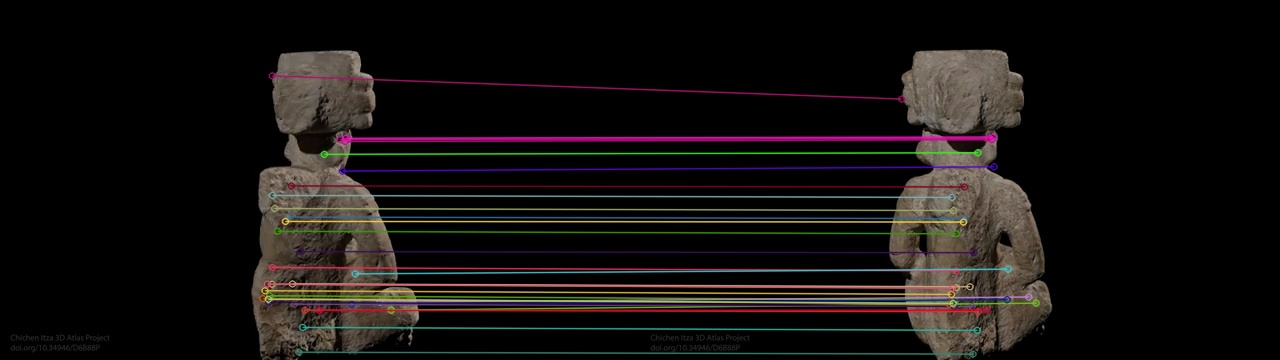 Chichen Itza 3D Atlas Project
doi.org/10.34946/D6B88P
Chichen Itza 3D Atlas Project
doi.org/10.34946/D6B88P